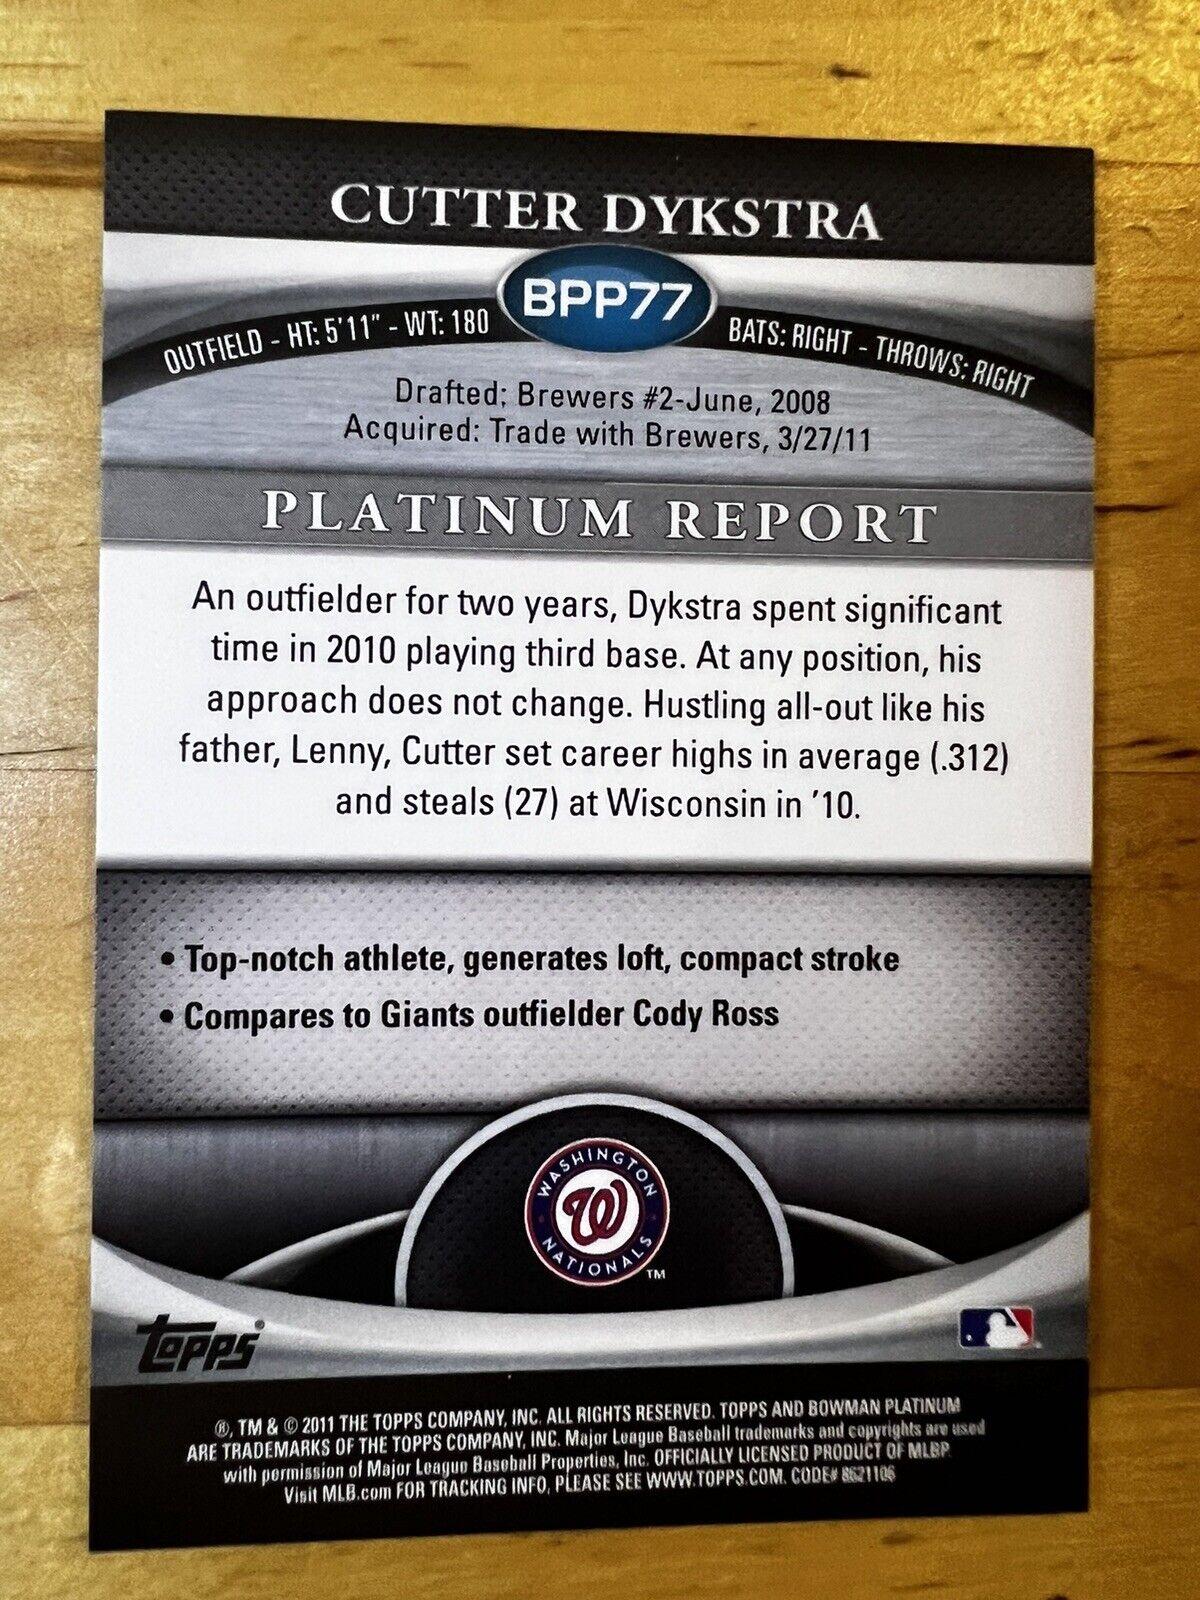 CUTTER DYKSTRA
BPP77
OUTFIELD - HT: 5'11" - WT: 180
BATS: RIGHT - THROWS: RIGHT
Drafted: Brewers #2-June, 2008
Acquired: Trade with Brewers, 3/27/11
PLATINUM REPORT
An outfielder for two years, Dykstra spent significant
time in 2010 playing third base. At any position, his
approach does not change. Hustling all-out like his
father, Lenny, Cutter set career highs in average (.312)
and steals (27) at Wisconsin in '10.
• Top-notch athlete, generates loft, compact stroke
• Compares to Giants outfielder Cody Ross
WASHINGTON
W
NATIONALS
TM
Topps®
®, TM & © 2011 THE TOPPS COMPANY, INC. ALL RIGHTS RESERVED. TOPPS AND BOWMAN PLATINUM
ARE TRADEMARKS OF THE TOPPS COMPANY, INC. Major League Baseball trademarks and copyrights are used
with permission of Major League Baseball Properties, Inc. OFFICIALLY LICENSED PRODUCT OF MLBP.
Visit MLB.com FOR TRACKING INFO, PLEASE SEE WWW.TOPPS.COM. CODE# 8621106